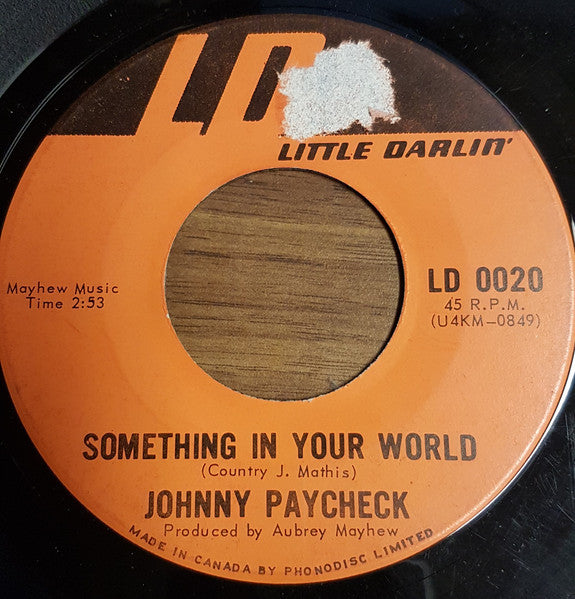 LD
LITTLE DARLIN'
Mayhew Music
Time 2:53
LD 0020
45 R.P.M.
(U4KM-0849)
SOMETHING IN YOUR WORLD
(Country J. Mathis)
JOHNNY PAYCHECK
Produced by Aubrey Mayhew
MADE IN CANADA BY PHONODISC LIMITED